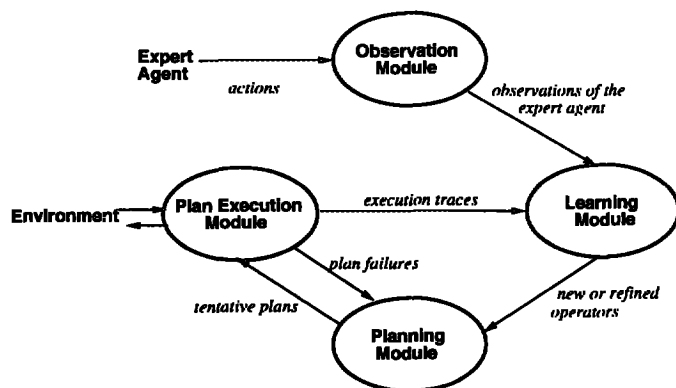 Expert
Agent
actions
Observation
Module
observations of the
expert agent
Environment
Plan Execution
Module
execution traces
Learning
Module
plan failures
tentative plans
new or refined
operators
Planning
Module